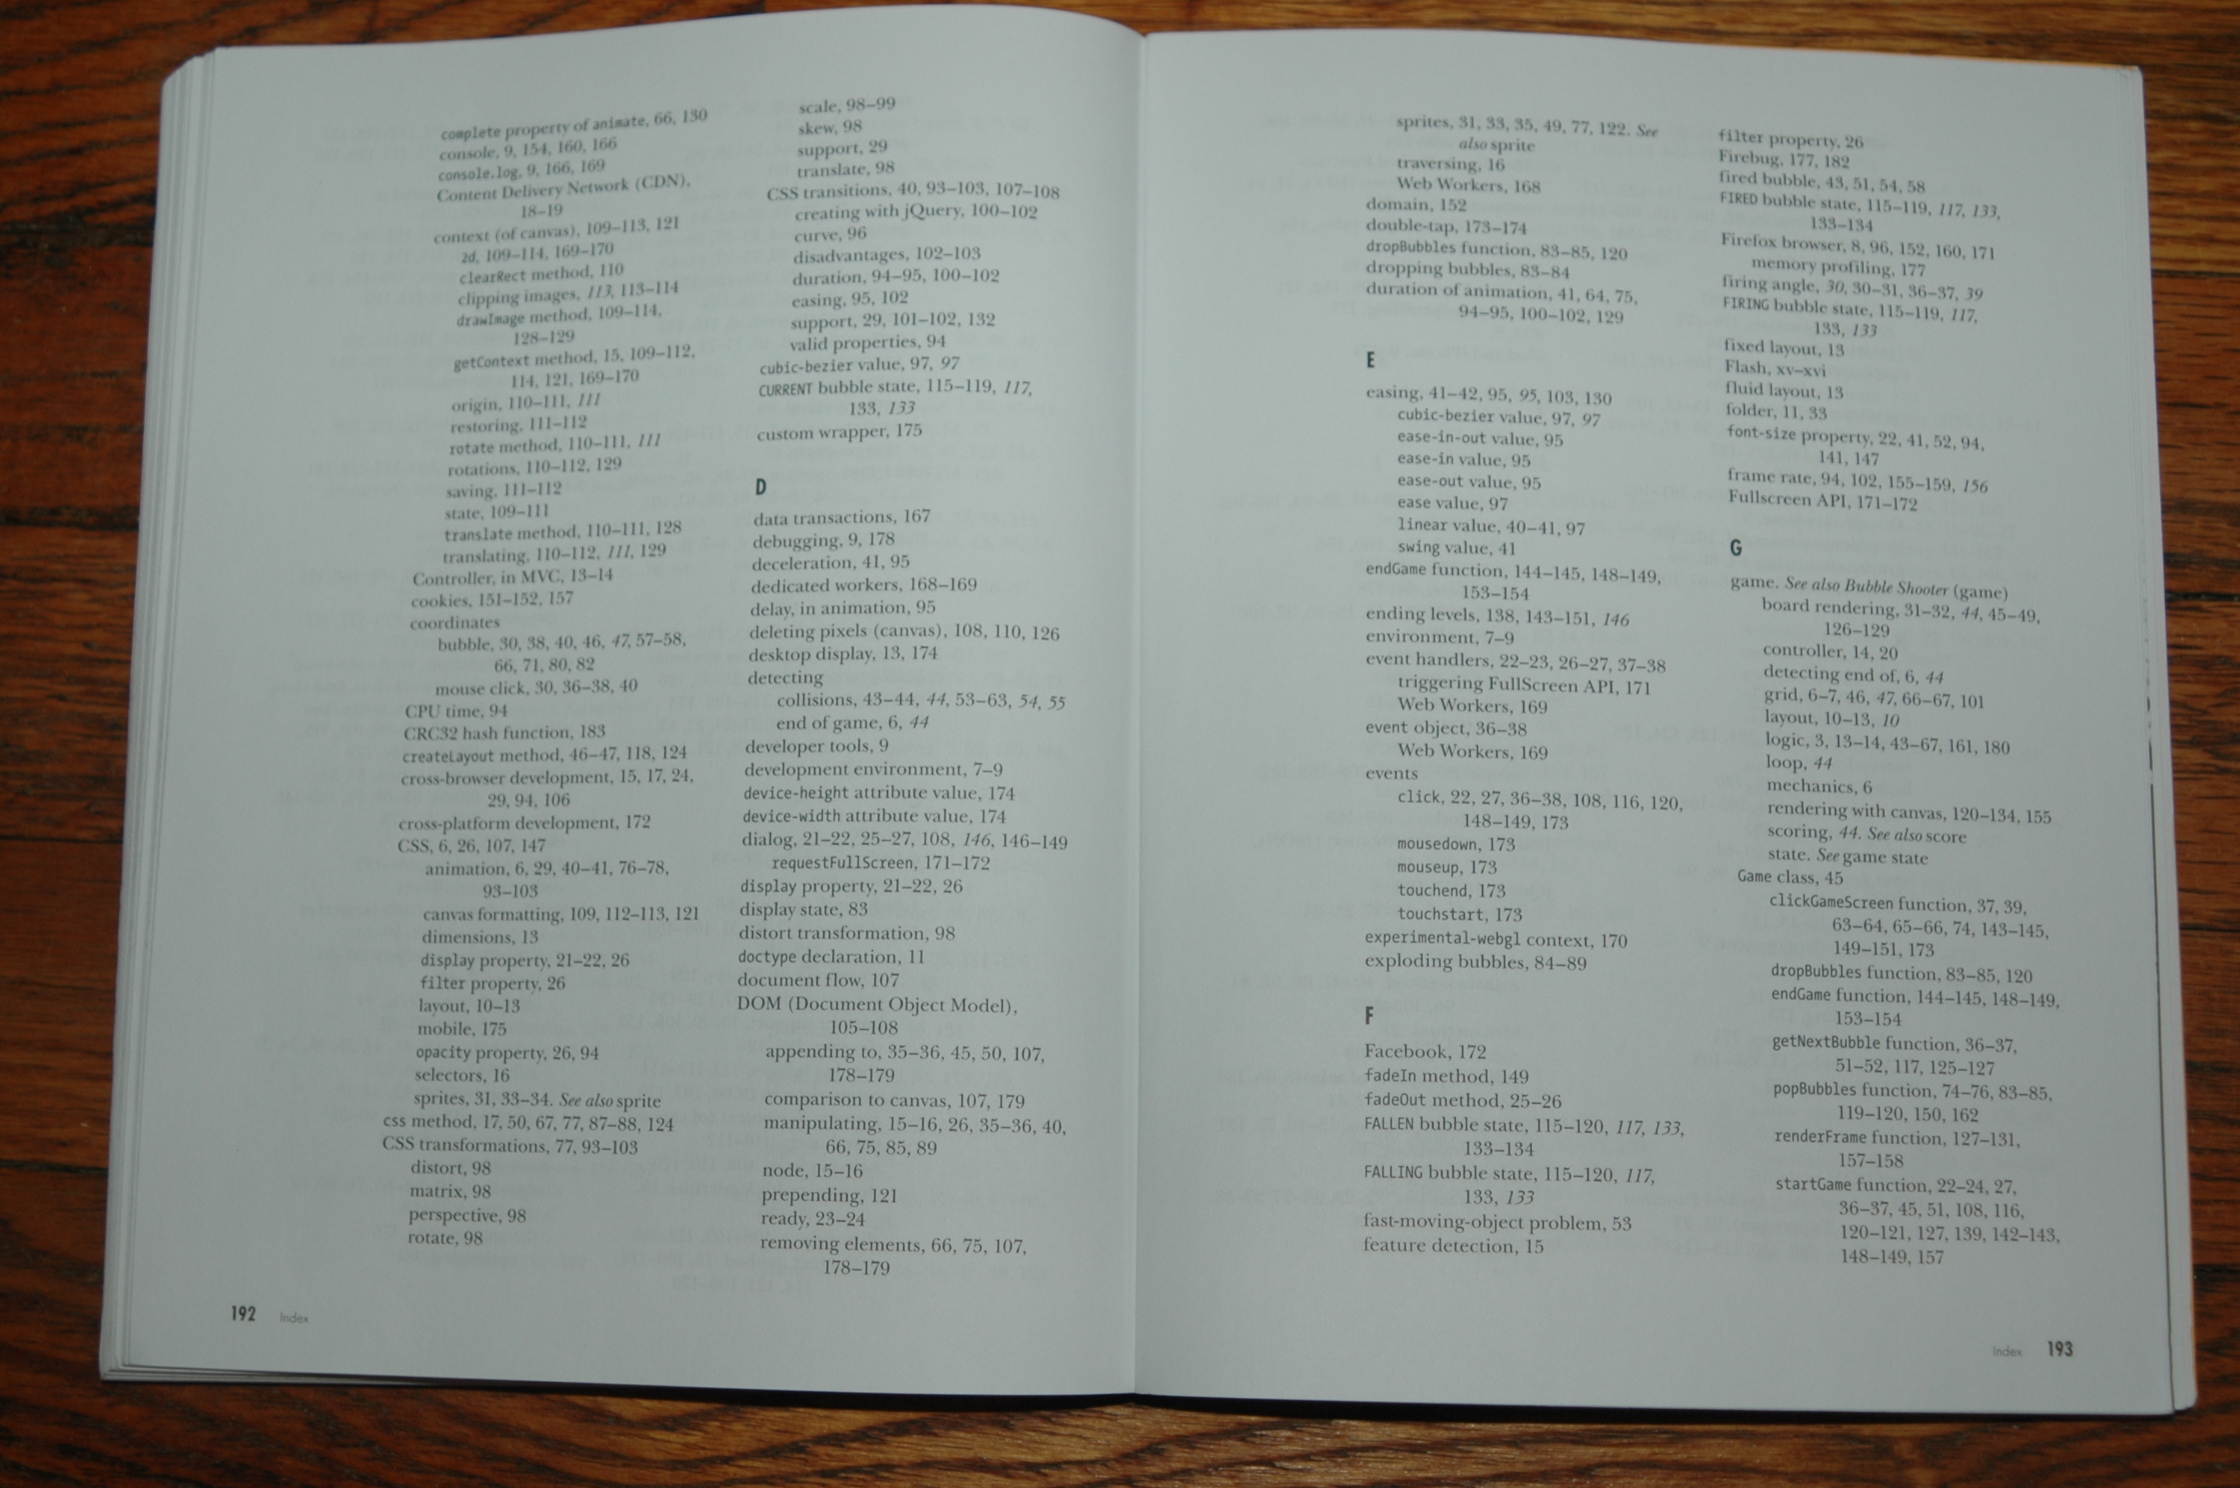 complete property of animate, 66, 130
console, 9, 154, 160, 166
console.log, 9, 166, 169
Content Delivery Network (CDN),
18–19
context (of canvas), 109–113, 121
2d, 109–114, 169–170
clearRect method, 110
clipping images, 113, 113–114
drawImage method, 109–114,
128–129
getContext method, 15, 109–112,
114, 121, 169–170
origin, 110–111, 111
restoring, 111–112
rotate method, 110–111, 111
rotations, 110–112, 129
saving, 111–112
state, 109–111
translate method, 110–111, 128
translating, 110–112, 111, 129
Controller, in MVC, 13–14
cookies, 151–152, 157
coordinates
bubble, 30, 38, 40, 46, 47, 57–58,
66, 71, 80, 82
mouse click, 30, 36–38, 40
CPU time, 94
CRC32 hash function, 183
createLayout method, 46–47, 118, 124
cross-browser development, 15, 17, 24,
29, 94, 106
cross-platform development, 172
CSS, 6, 26, 107, 147
animation, 6, 29, 40–41, 76–78,
93–103
canvas formatting, 109, 112–113, 121
dimensions, 13
display property, 21–22, 26
filter property, 26
layout, 10–13
mobile, 175
opacity property, 26, 94
selectors, 16
sprites, 31, 33–34. See also sprite
css method, 17, 50, 67, 77, 87–88, 124
CSS transformations, 77, 93–103
distort, 98
matrix, 98
perspective, 98
rotate, 98
scale, 98–99
skew, 98
support, 29
translate, 98
CSS transitions, 40, 93–103, 107–108
creating with jQuery, 100–102
curve, 96
disadvantages, 102–103
duration, 94–95, 100–102
easing, 95, 102
support, 29, 101–102, 132
valid properties, 94
cubic-bezier value, 97, 97
CURRENT bubble state, 115–119, 117,
133, 133
custom wrapper, 175
D
data transactions, 167
debugging, 9, 178
deceleration, 41, 95
dedicated workers, 168–169
delay, in animation, 95
deleting pixels (canvas), 108, 110, 126
desktop display, 13, 174
detecting
collisions, 43–44, 44, 53–63, 54, 55
end of game, 6, 44
developer tools, 9
development environment, 7–9
device-height attribute value, 174
device-width attribute value, 174
dialog, 21–22, 25–27, 108, 146, 146–149
requestFullScreen, 171–172
display property, 21–22, 26
display state, 83
distort transformation, 98
doctype declaration, 11
document flow, 107
DOM (Document Object Model),
105–108
appending to, 35–36, 45, 50, 107,
178–179
comparison to canvas, 107, 179
manipulating, 15–16, 26, 35–36, 40,
66, 75, 85, 89
node, 15–16
prepending, 121
ready, 23–24
removing elements, 66, 75, 107,
178–179
192 Index
sprites, 31, 33, 35, 49, 77, 122. See
also sprite
traversing, 16
Web Workers, 168
domain, 152
double-tap, 173–174
dropBubbles function, 83–85, 120
dropping bubbles, 83–84
duration of animation, 41, 64, 75,
94–95, 100–102, 129
E
easing, 41–42, 95, 95, 103, 130
cubic-bezier value, 97, 97
ease-in-out value, 95
ease-in value, 95
ease-out value, 95
ease value, 97
linear value, 40–41, 97
swing value, 41
endGame function, 144–145, 148–149,
153–154
ending levels, 138, 143–151, 146
environment, 7–9
event handlers, 22–23, 26–27, 37–38
triggering FullScreen API, 171
Web Workers, 169
event object, 36–38
Web Workers, 169
events
click, 22, 27, 36–38, 108, 116, 120,
148–149, 173
mousedown, 173
mouseup, 173
touchend, 173
touchstart, 173
experimental-webgl context, 170
exploding bubbles, 84–89
F
Facebook, 172
fadeIn method, 149
fadeOut method, 25–26
FALLEN bubble state, 115–120, 117, 133,
133–134
FALLING bubble state, 115–120, 117,
133, 133
fast-moving-object problem, 53
feature detection, 15
filter property, 26
Firebug, 177, 182
fired bubble, 43, 51, 54, 58
FIRED bubble state, 115–119, 117, 133,
133–134
Firefox browser, 8, 96, 152, 160, 171
memory profiling, 177
firing angle, 30, 30–31, 36–37, 39
FIRING bubble state, 115–119, 117,
133, 133
fixed layout, 13
Flash, xv–xvi
fluid layout, 13
folder, 11, 33
font-size property, 22, 41, 52, 94,
141, 147
frame rate, 94, 102, 155–159, 156
Fullscreen API, 171–172
G
game. See also Bubble Shooter (game)
board rendering, 31–32, 44, 45–49,
126–129
controller, 14, 20
detecting end of, 6, 44
grid, 6–7, 46, 47, 66–67, 101
layout, 10–13, 10
logic, 3, 13–14, 43–67, 161, 180
loop, 44
mechanics, 6
rendering with canvas, 120–134, 155
scoring, 44. See also score
state. See game state
Game class, 45
clickGameScreen function, 37, 39,
63–64, 65–66, 74, 143–145,
149–151, 173
dropBubbles function, 83–85, 120
endGame function, 144–145, 148–149,
153–154
getNextBubble function, 36–37,
51–52, 117, 125–127
popBubbles function, 74–76, 83–85,
119–120, 150, 162
renderFrame function, 127–131,
157–158
startGame function, 22–24, 27,
36–37, 45, 51, 108, 116,
120–121, 127, 139, 142–143,
148–149, 157
Index 193